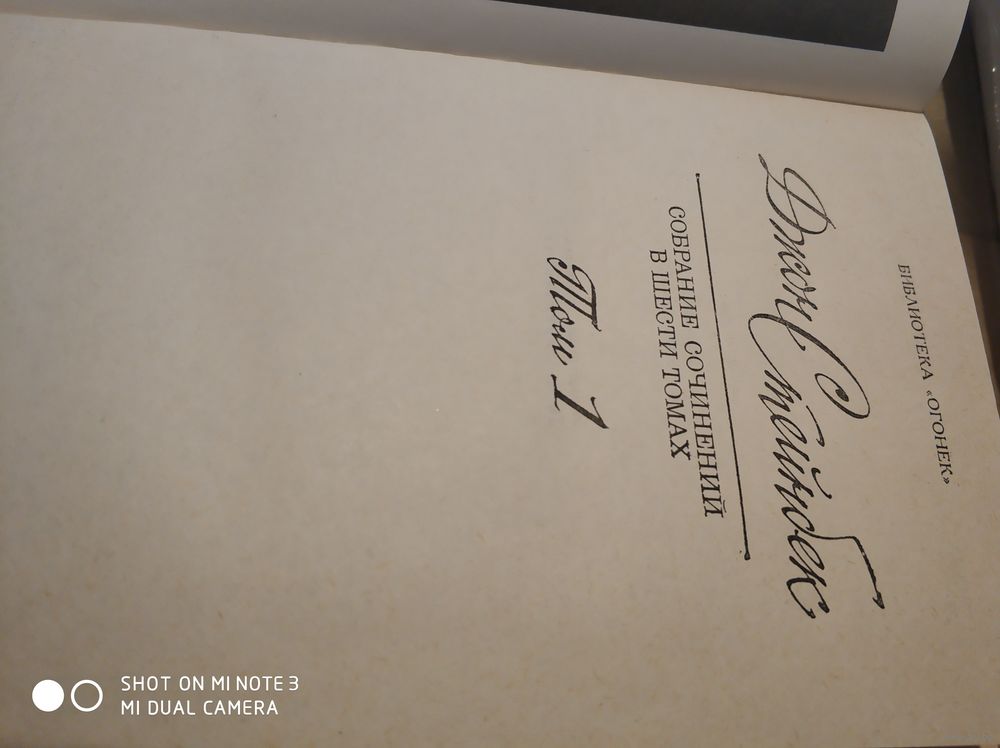 БИБЛИОТЕКА «ОГОНЕК»
Джон Стейнбек
СОБРАНИЕ СОЧИНЕНИЙ
В ШЕСТИ ТОМАХ
Том 1
SHOT ON MI NOTE 3
MI DUAL CAMERA